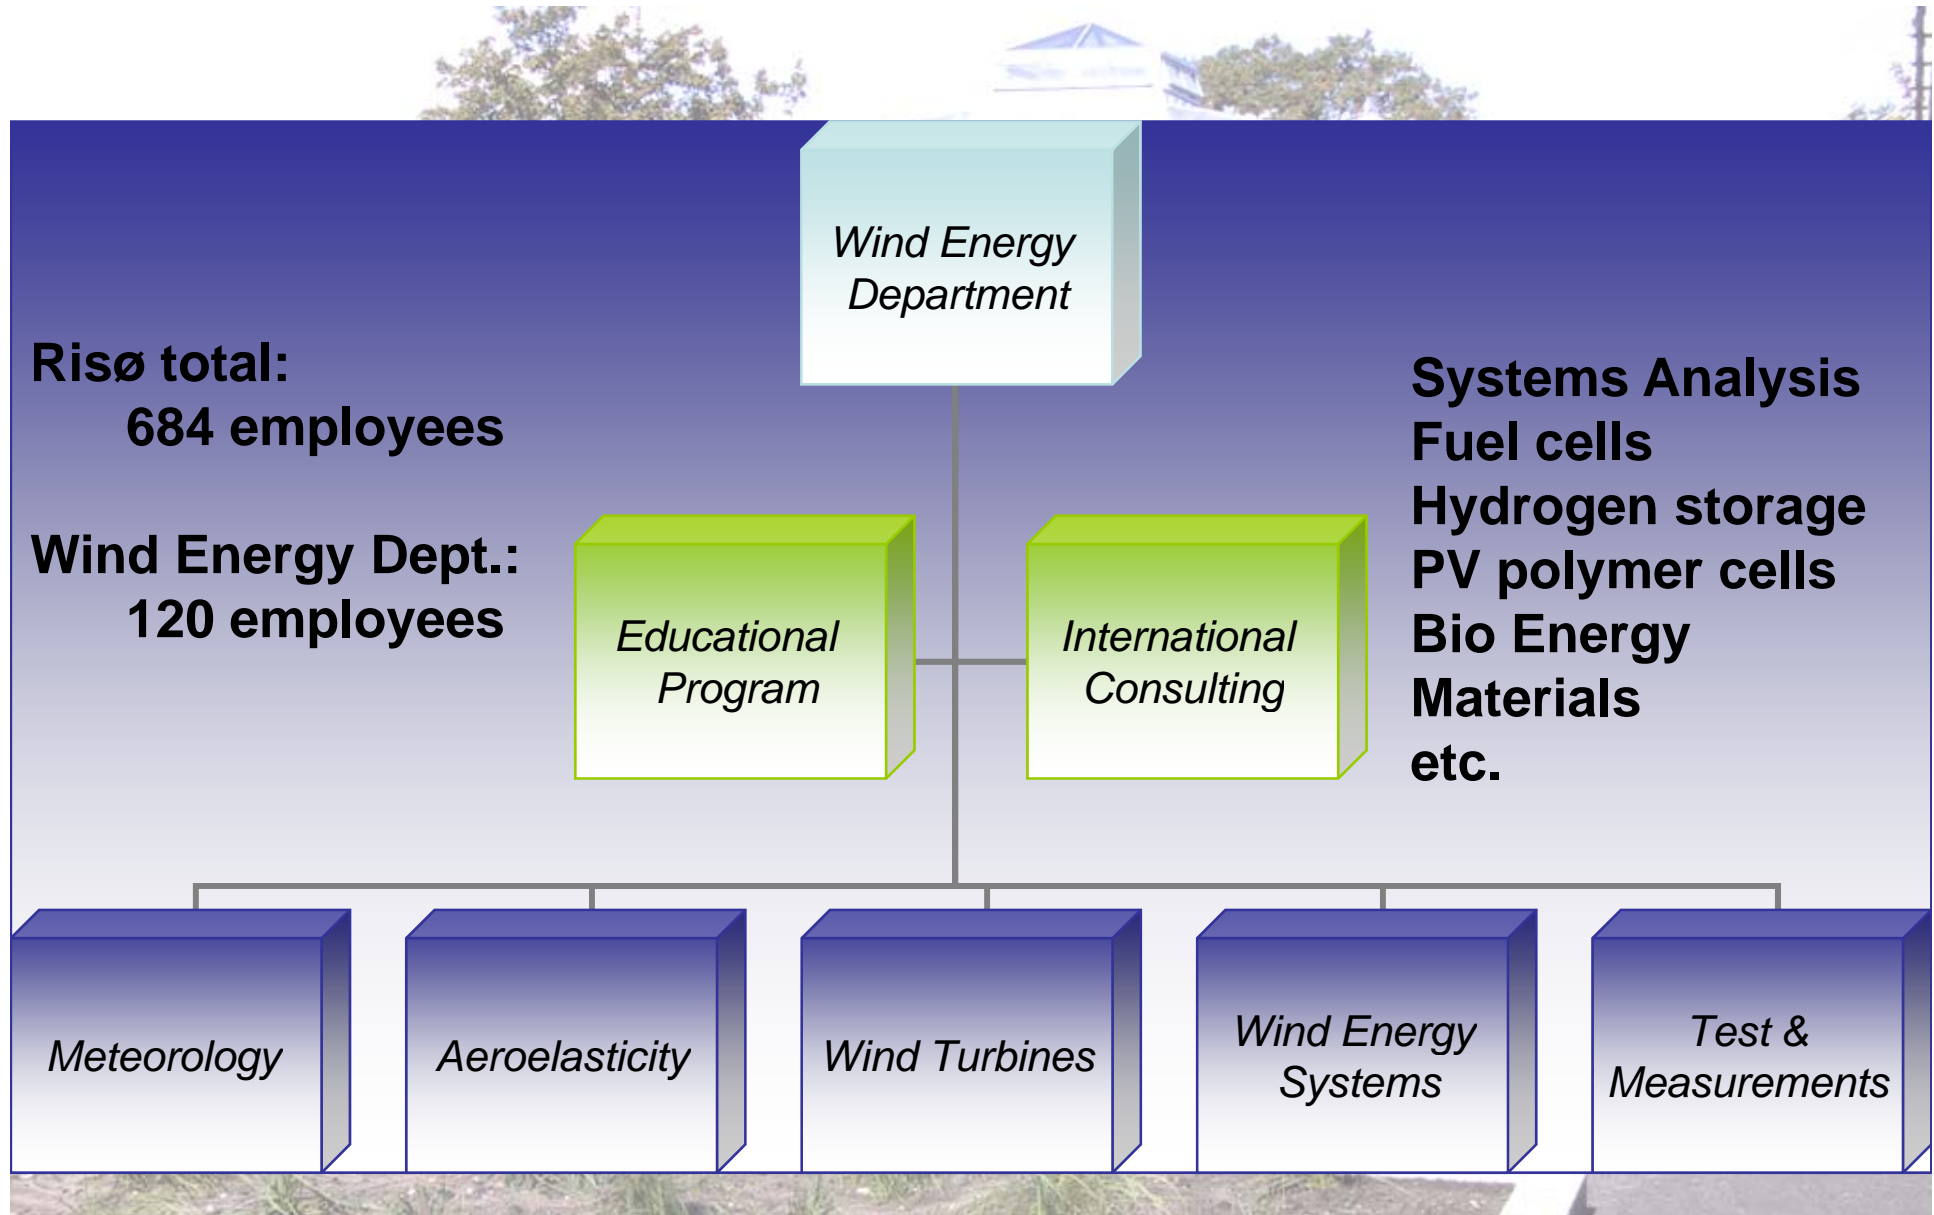 Wind Energy
Department
Risø total:
684 employees
Wind Energy Dept.:
120 employees
Educational
Program
International
Consulting
Systems Analysis
Fuel cells
Hydrogen storage
PV polymer cells
Bio Energy
Materials
etc.
Meteorology
Aeroelasticity
Wind Turbines
Wind Energy
Systems
Test &
Measurements